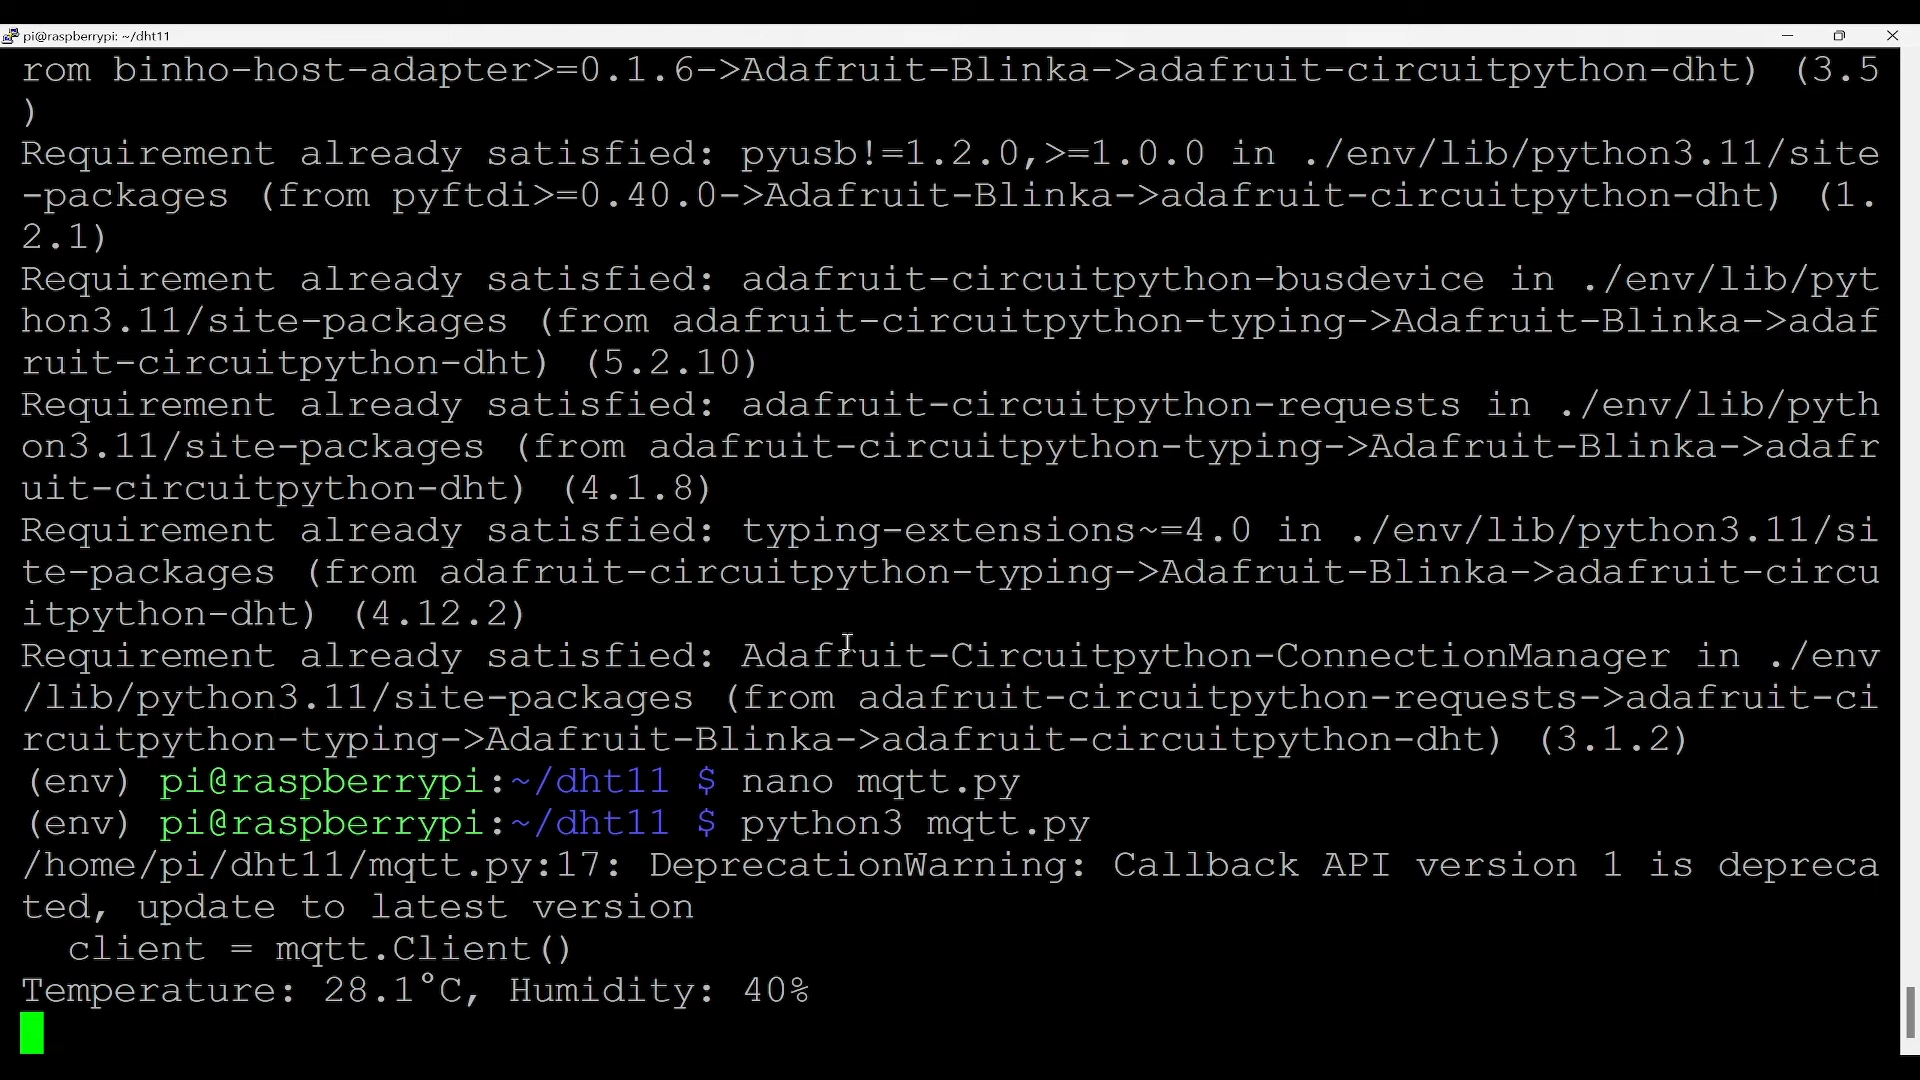 pi@raspberrypi: ~/dht11
rom binho-host-adapter>=0.1.6->Adafruit-Blinka->adafruit-circuitpython-dht) (3.5
)
Requirement already satisfied: pyusb!=1.2.0,>=1.0.0 in ./env/lib/python3.11/site
-packages (from pyftdi>=0.40.0->Adafruit-Blinka->adafruit-circuitpython-dht) (1.
2.1)
Requirement already satisfied: adafruit-circuitpython-busdevice in ./env/lib/pyt
hon3.11/site-packages (from adafruit-circuitpython-typing->Adafruit-Blinka->adaf
ruit-circuitpython-dht) (5.2.10)
Requirement already satisfied: adafruit-circuitpython-requests in ./env/lib/pyth
on3.11/site-packages (from adafruit-circuitpython-typing->Adafruit-Blinka->adafr
uit-circuitpython-dht) (4.1.8)
Requirement already satisfied: typing-extensions~=4.0 in ./env/lib/python3.11/si
te-packages (from adafruit-circuitpython-typing->Adafruit-Blinka->adafruit-circu
itpython-dht) (4.12.2)
Requirement already satisfied: Adafruit-Circuitpython-ConnectionManager in ./env
/lib/python3.11/site-packages (from adafruit-circuitpython-requests->adafruit-ci
rcuitpython-typing->Adafruit-Blinka->adafruit-circuitpython-dht) (3.1.2)
(env) pi@raspberrypi:~/dht11 $ nano mqtt.py
(env) pi@raspberrypi:~/dht11 $ python3 mqtt.py
/home/pi/dht11/mqtt.py:17: DeprecationWarning: Callback API version 1 is depreca
ted, update to latest version
  client = mqtt.Client()
Temperature: 28.1°C, Humidity: 40%